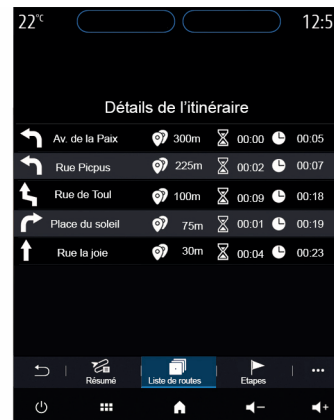 22°C 12:5
Détails de l'itinéraire
Av. de la Paix 300m 00:00 00:05
Rue Picpus 225m 00:02 00:07
Rue de Toul 100m 00:09 00:18
Place du soleil 75m 00:01 00:19
Rue la joie 30m 00:04 00:23
Résumé Liste de routes Etapes